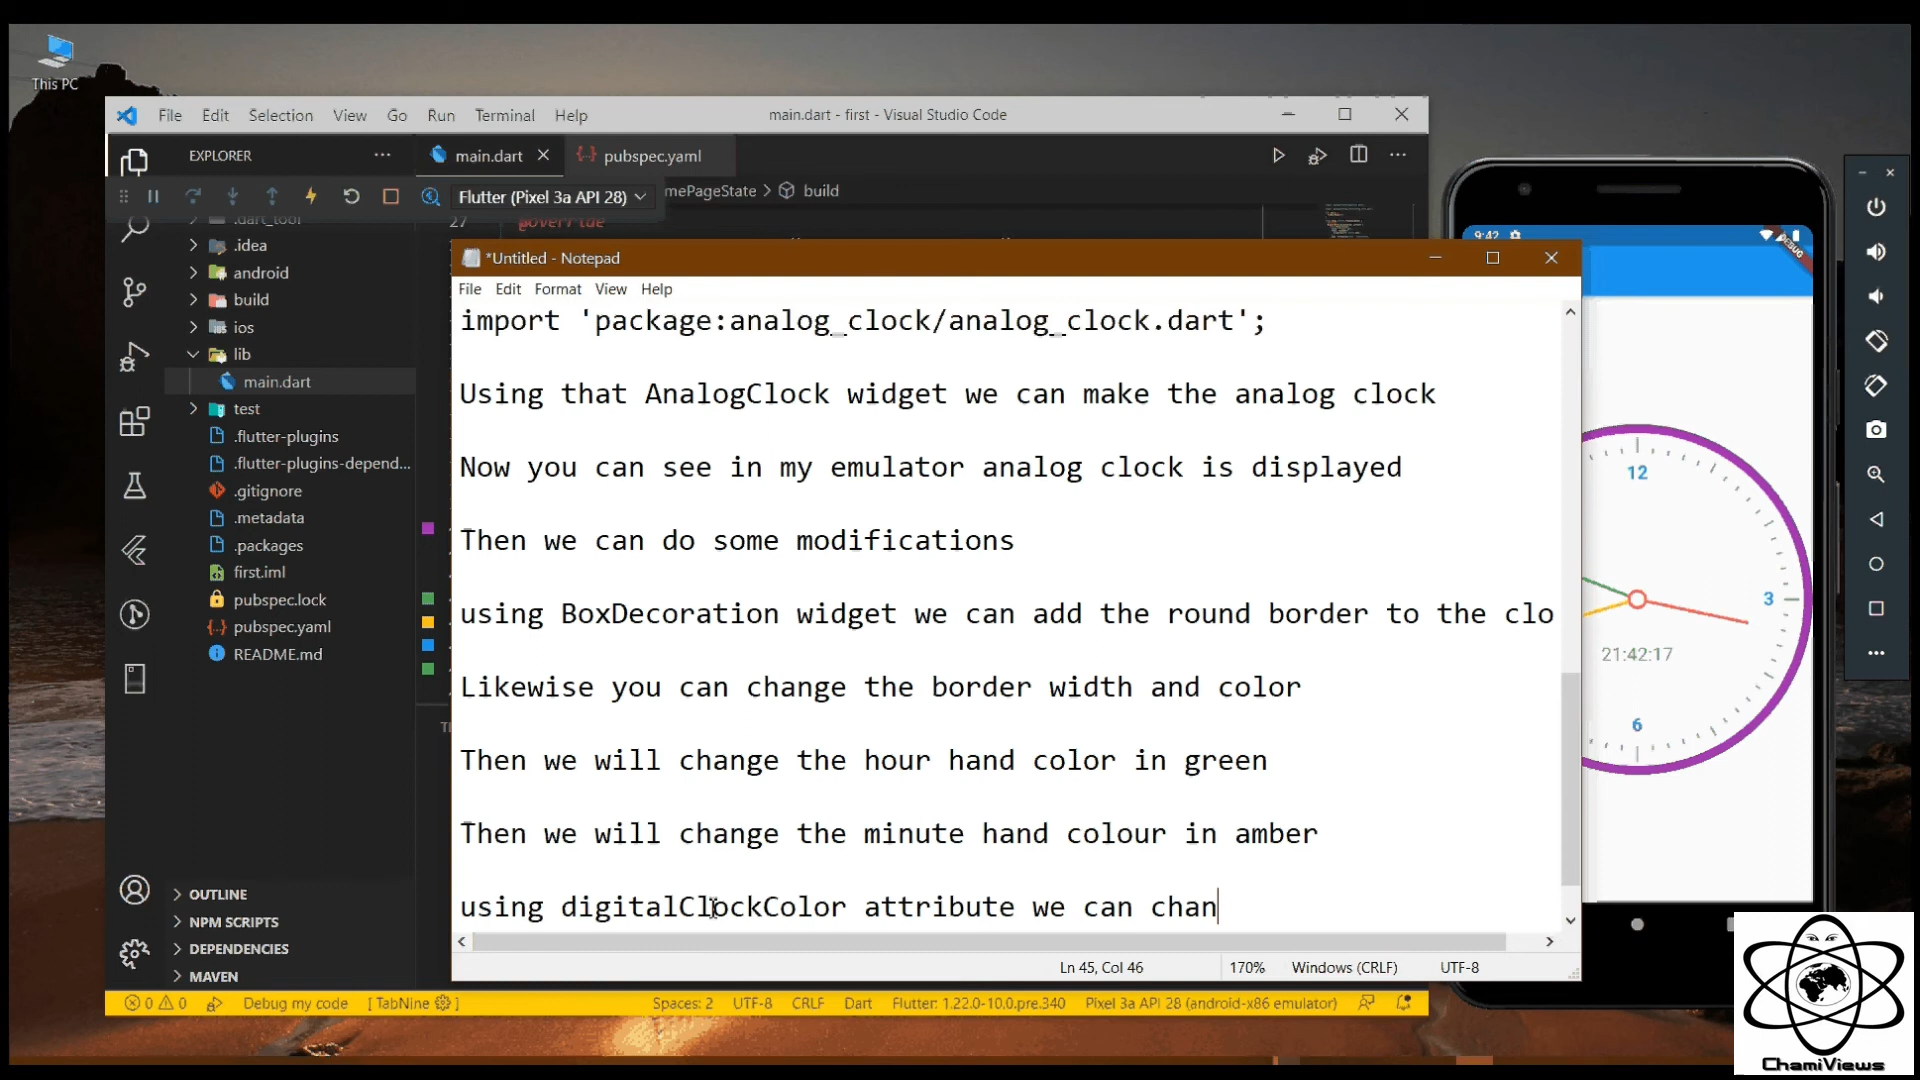 This PC
File Edit Selection View Go Run Terminal Help
main.dart - first - Visual Studio Code
EXPLORER
main.dart
pubspec.yaml
Flutter (Pixel 3a API 28)
mePageState > build
27
@override
.dart_tool
.idea
android
build
ios
lib
main.dart
test
.flutter-plugins
.flutter-plugins-depend...
.gitignore
.metadata
.packages
first.iml
pubspec.lock
pubspec.yaml
README.md
OUTLINE
NPM SCRIPTS
DEPENDENCIES
MAVEN
*Untitled - Notepad
File Edit Format View Help
import 'package:analog_clock/analog_clock.dart';
Using that AnalogClock widget we can make the analog clock
Now you can see in my emulator analog clock is displayed
Then we can do some modifications
using BoxDecoration widget we can add the round border to the clo
Likewise you can change the border width and color
Then we will change the hour hand color in green
Then we will change the minute hand colour in amber
using digitalClockColor attribute we can chan
Ln 45, Col 46
170%
Windows (CRLF)
UTF-8
0 0 Debug my code [ TabNine ]
Spaces: 2 UTF-8 CRLF Dart Flutter: 1.22.0-10.0.pre.340 Pixel 3a API 28 (android-x86 emulator)
9:42
DEBUG
12
3
21:42:17
6
ChamiViews